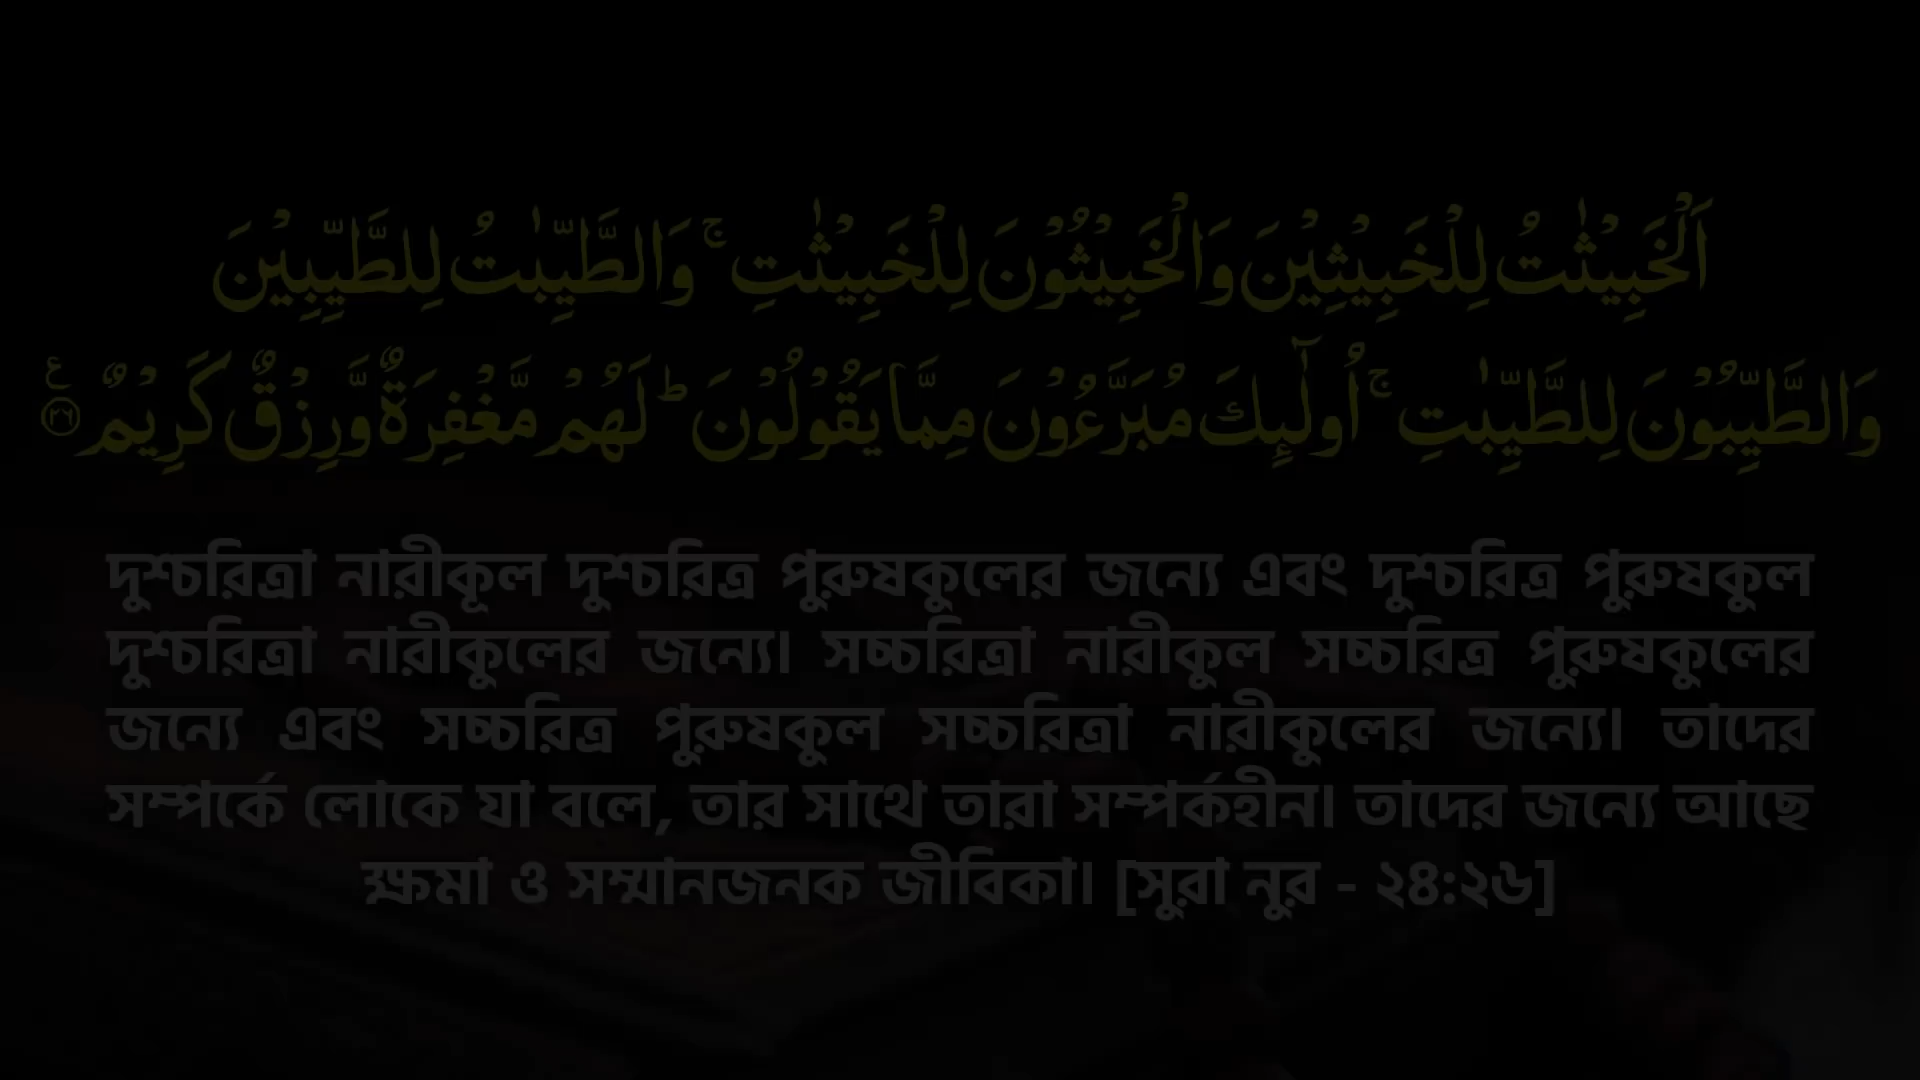 اَلْخَبِيْثٰتُ لِلْخَبِيْثِيْنَ وَالْخَبِيْثُوْنَ لِلْخَبِيْثٰتِ ۚ وَالطَّيِّبٰتُ لِلطَّيِّبِيْنَ
وَالطَّيِّبُوْنَ لِلطَّيِّبٰتِ ۚ اُولٰٓىِٕكَ مُبَرَّءُوْنَ مِمَّا يَقُوْلُوْنَ ؕ لَهُمْ مَّغْفِرَةٌ وَّرِزْقٌ كَرِيْمٌ ۟۠ ﴿۲۶﴾
দুশ্চরিত্রা নারীকূল দুশ্চরিত্র পুরুষকুলের জন্যে এবং দুশ্চরিত্র পুরুষকুল
দুশ্চরিত্রা নারীকুলের জন্যে। সচ্চরিত্রা নারীকুল সচ্চরিত্র পুরুষকুলের
জন্যে এবং সচ্চরিত্র পুরুষকুল সচ্চরিত্রা নারীকুলের জন্যে। তাদের
সম্পর্কে লোকে যা বলে, তার সাথে তারা সম্পর্কহীন। তাদের জন্যে আছে
ক্ষমা ও সম্মানজনক জীবিকা। [সুরা নুর - ২৪:২৬]